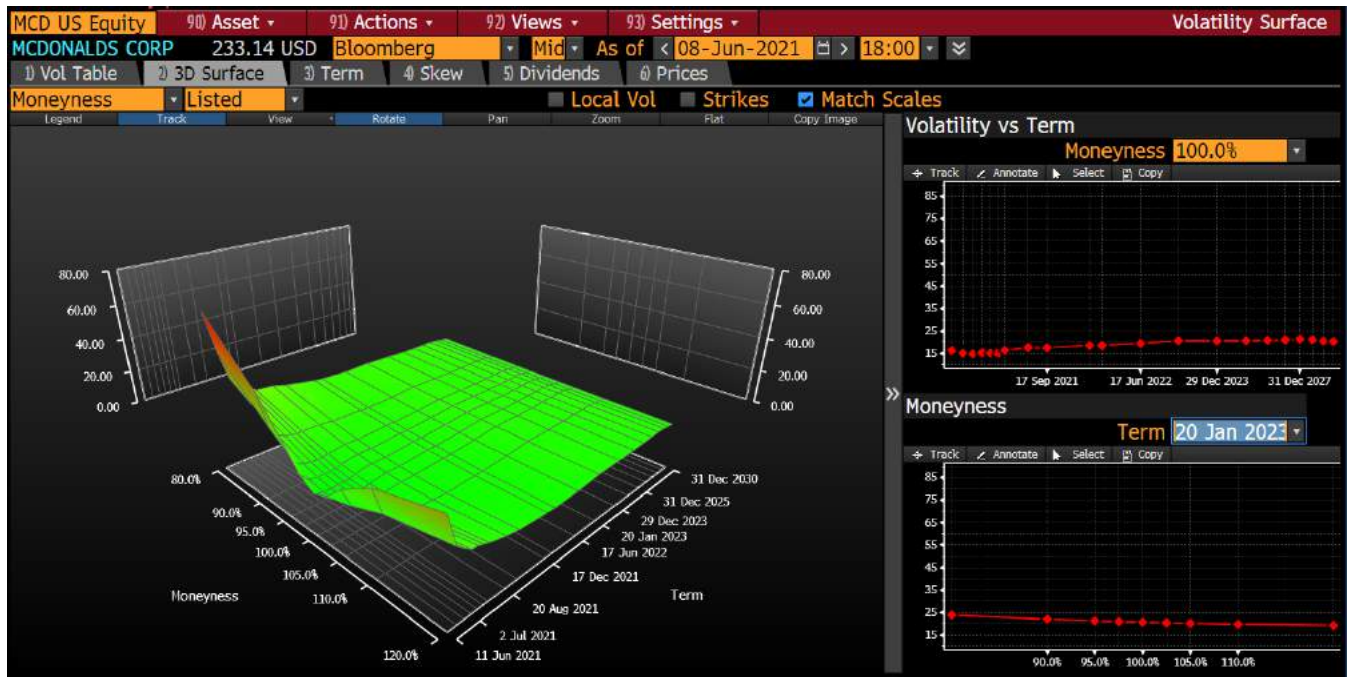 MCD US Equity 90) Asset 91) Actions 92) Views 93) Settings Volatility Surface
MCDONALDS CORP 233.14 USD Bloomberg Mid As of < 08-Jun-2021 > 18:00
1) Vol Table 2) 3D Surface 3) Term 4) Skew 5) Dividends 6) Prices
Moneyness Listed Local Vol Strikes Match Scales
Legend Track View Rotate Pan Zoom Flat Copy Image
80.00
60.00
40.00
20.00
0.00
80.00
60.00
40.00
20.00
0.00
80.0%
90.0%
95.0%
100.0%
105.0%
110.0%
120.0%
Moneyness
31 Dec 2030
31 Dec 2025
29 Dec 2023
20 Jan 2023
17 Jun 2022
17 Dec 2021
20 Aug 2021
2 Jul 2021
11 Jun 2021
Term
»
Volatility vs Term
Moneyness 100.0%
Track Annotate Select Copy
85
75
65
55
45
35
25
15
17 Sep 2021 17 Jun 2022 29 Dec 2023 31 Dec 2027
Moneyness
Term 20 Jan 2023
Track Annotate Select Copy
85
75
65
55
45
35
25
15
90.0% 95.0% 100.0% 105.0% 110.0%